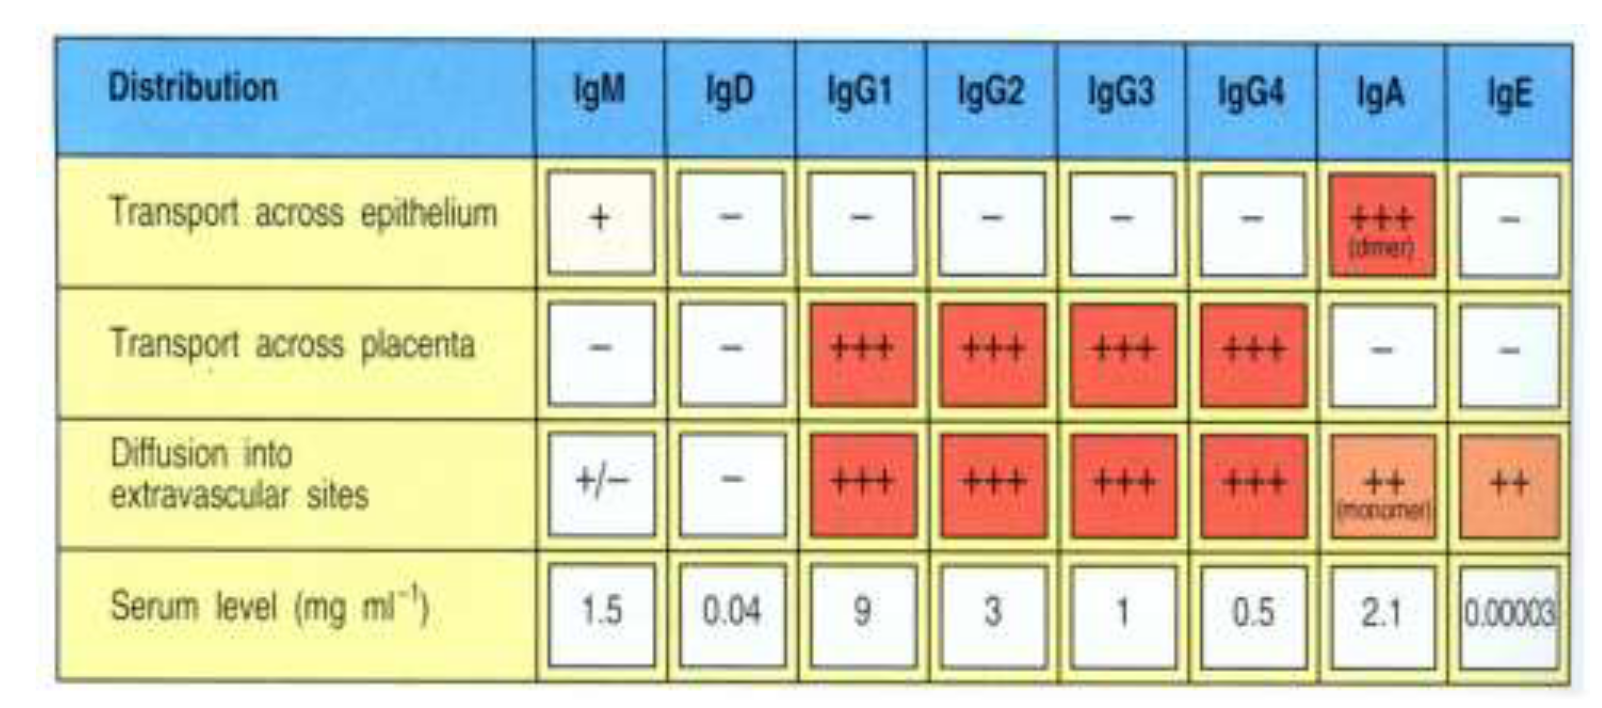 Distribution IgM IgD IgG1 IgG2 IgG3 IgG4 IgA IgE
Transport across epithelium + – – – – – +++ –
(dimer)
Transport across placenta – – +++ +++ +++ +++ – –
Diffusion into
extravascular sites +/– – +++ +++ +++ +++ ++ ++
(monomer)
Serum level (mg ml⁻¹) 1.5 0.04 9 3 1 0.5 2.1 0.00003